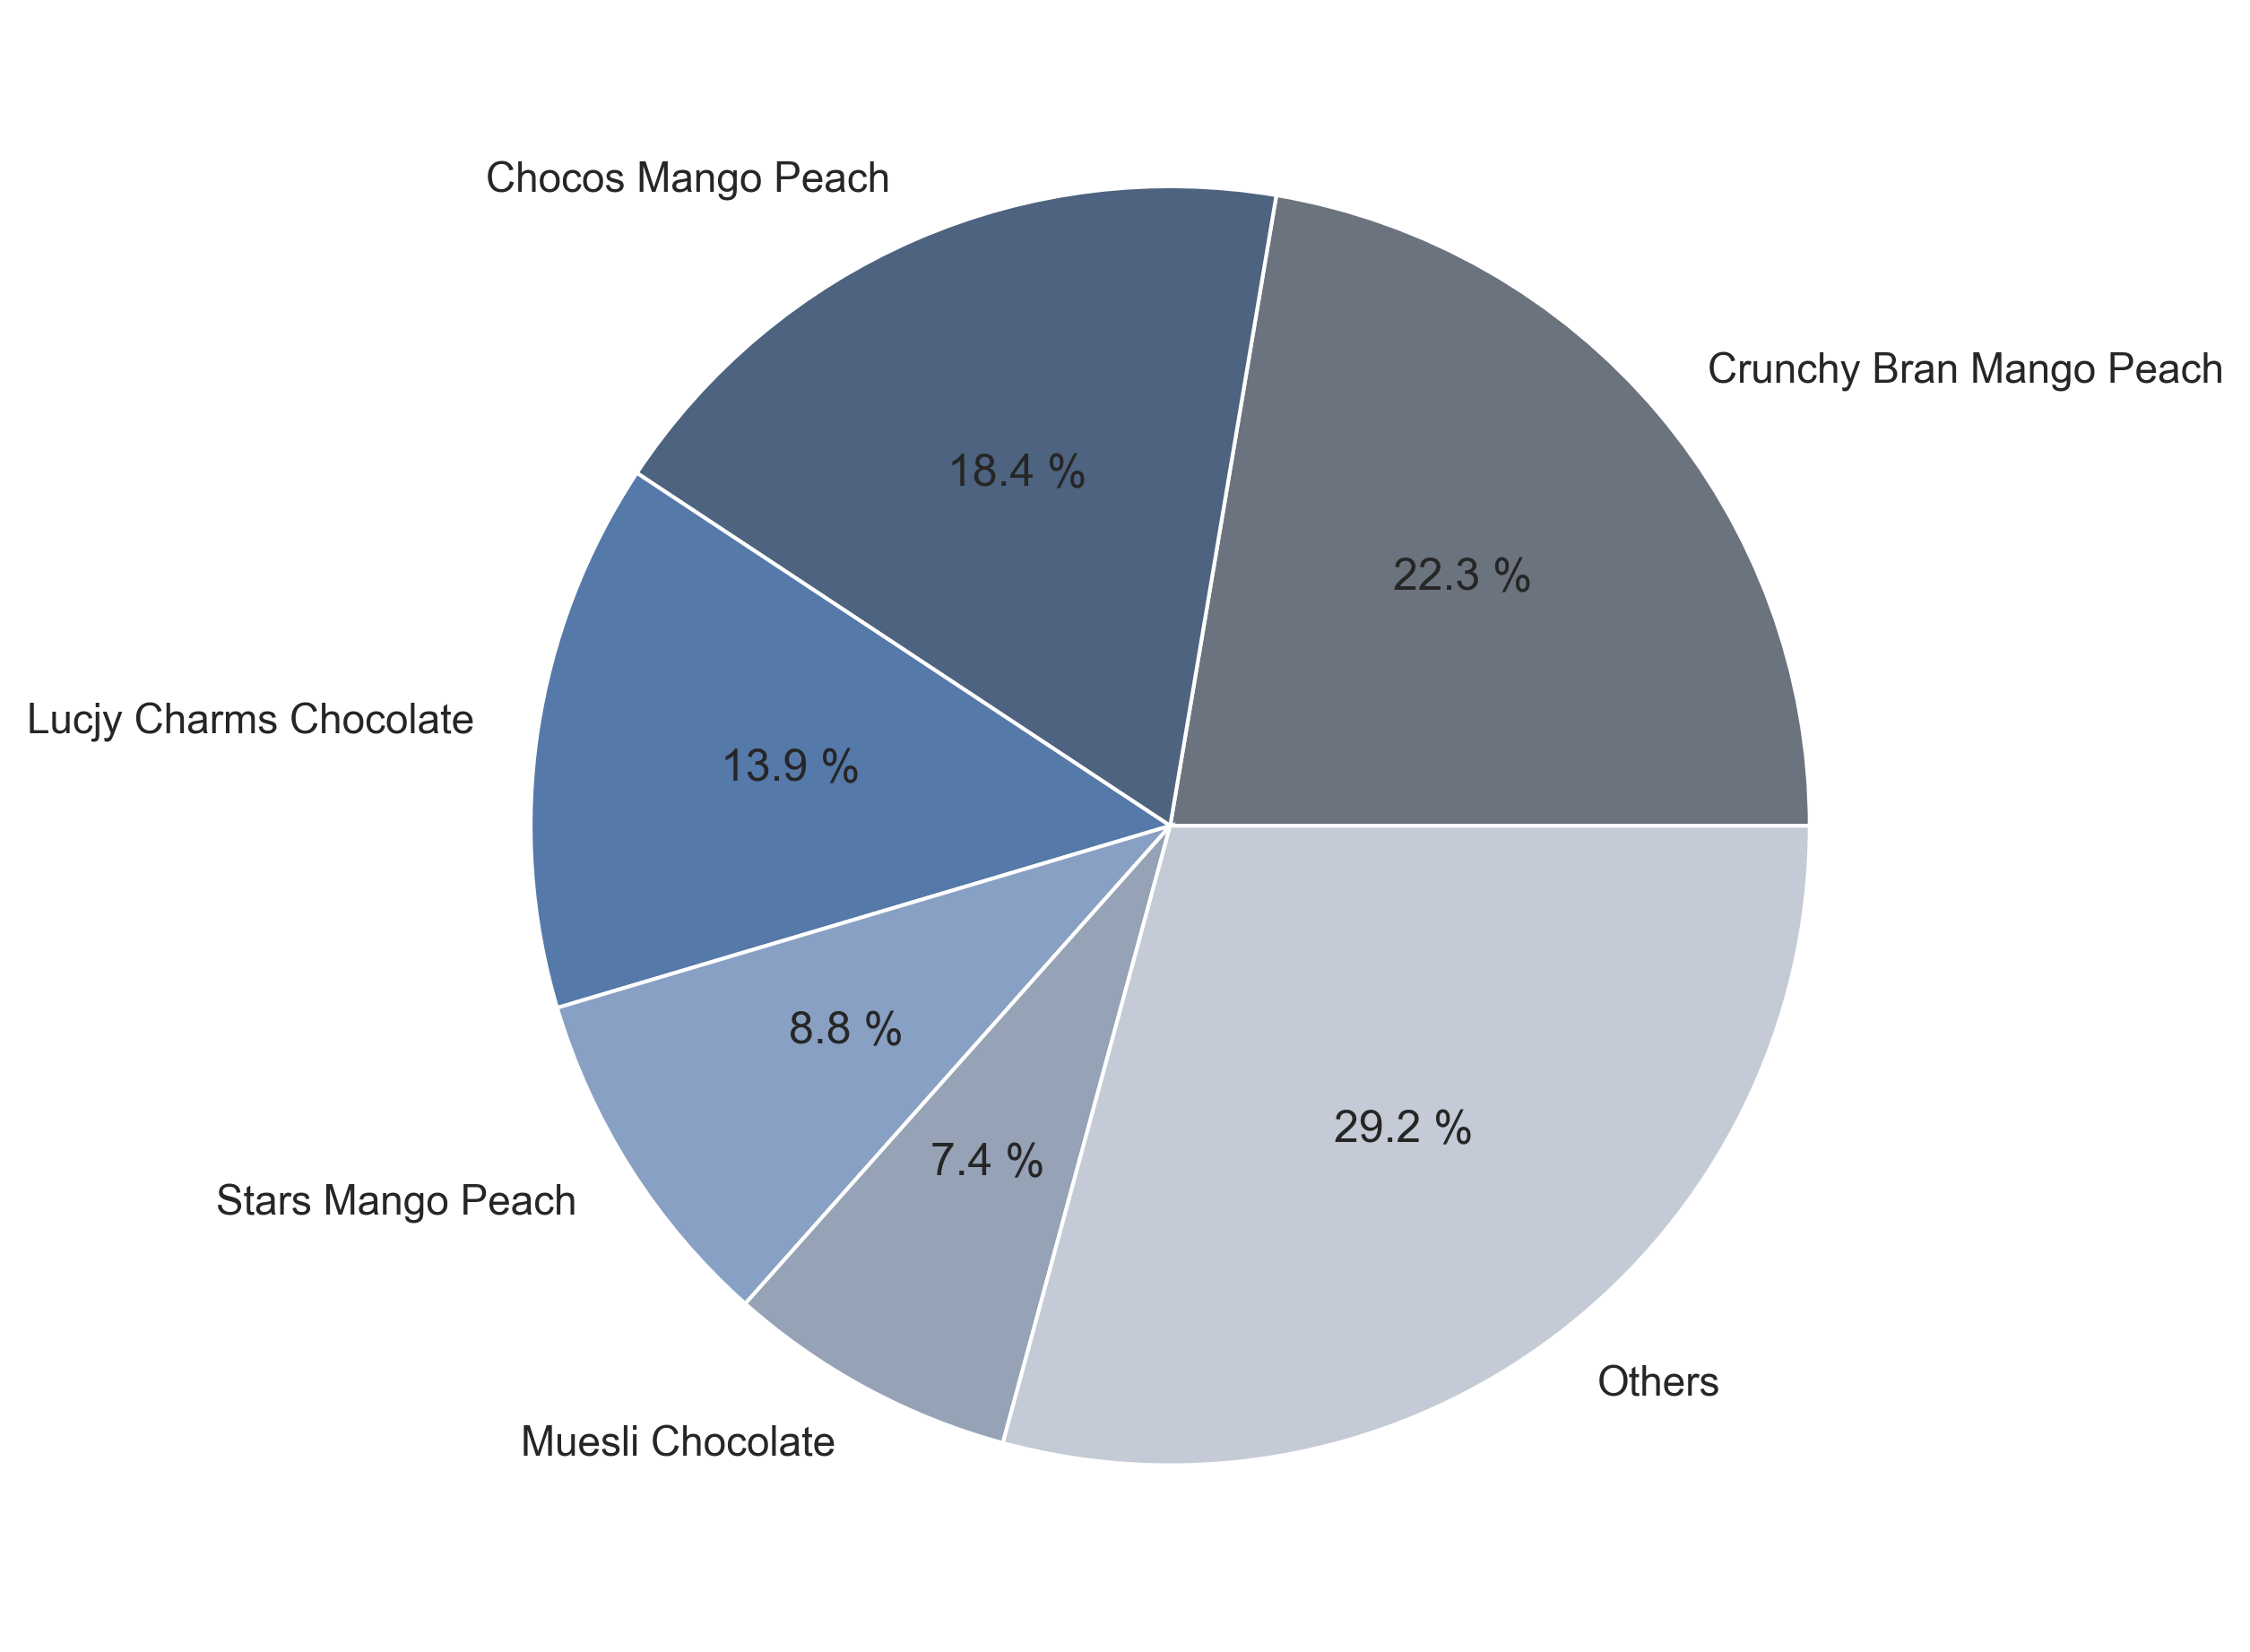 Chocos Mango Peach
Crunchy Bran Mango Peach
18.4 %
22.3 %
Lucjy Charms Chocolate
13.9 %
8.8 %
29.2 %
7.4 %
Stars Mango Peach
Others
Muesli Chocolate